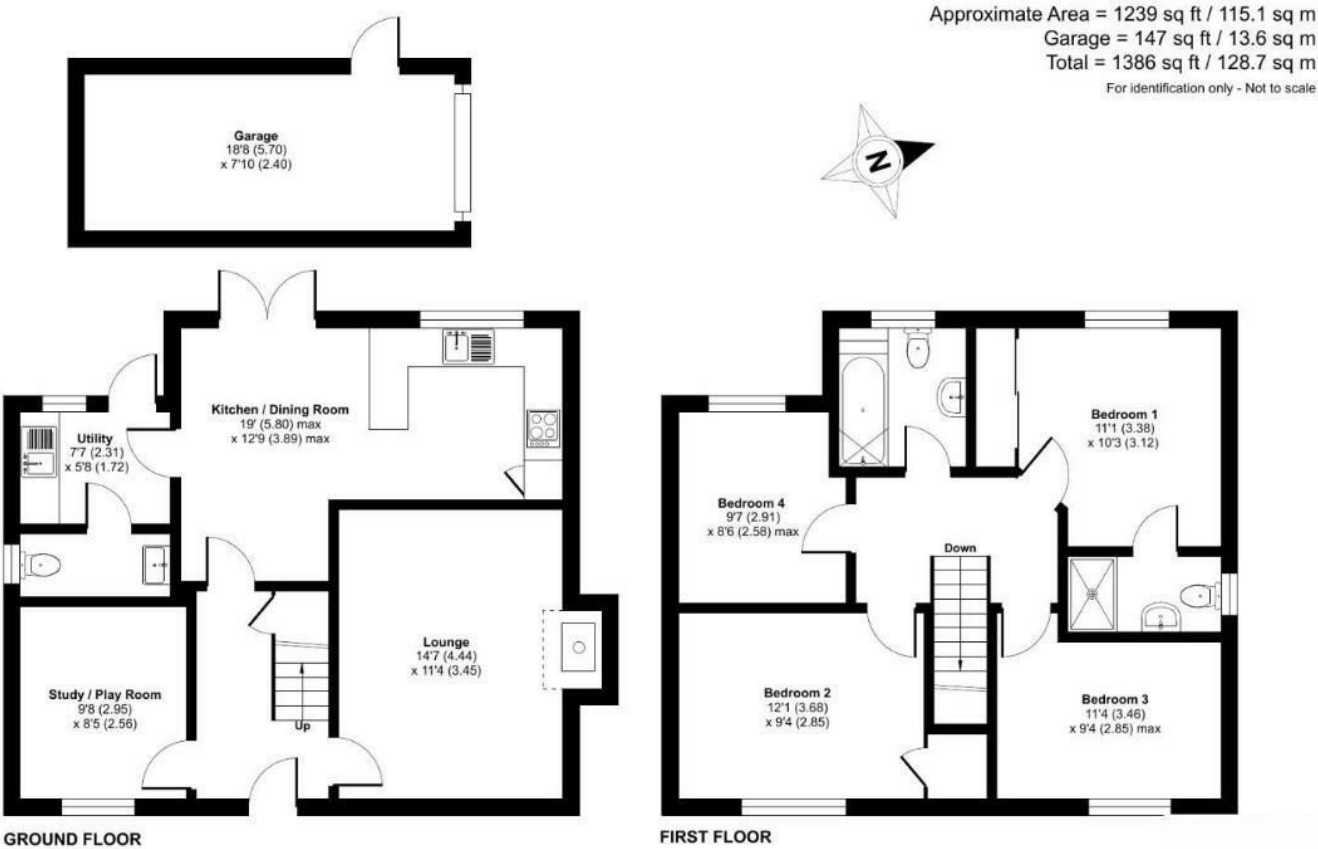 Approximate Area = 1239 sq ft / 115.1 sq m
Garage = 147 sq ft / 13.6 sq m
Total = 1386 sq ft / 128.7 sq m
For identification only - Not to scale
N
Garage
18'8 (5.70)
x 7'10 (2.40)
Kitchen / Dining Room
19' (5.80) max
x 12'9 (3.89) max
Utility
7'7 (2.31)
x 5'8 (1.72)
Lounge
14'7 (4.44)
x 11'4 (3.45)
Study / Play Room
9'8 (2.95)
x 8'5 (2.56)
Up
GROUND FLOOR
Bedroom 1
11'1 (3.38)
x 10'3 (3.12)
Bedroom 4
9'7 (2.91)
x 8'6 (2.58) max
Down
Bedroom 2
12'1 (3.68)
x 9'4 (2.85)
Bedroom 3
11'4 (3.46)
x 9'4 (2.85) max
FIRST FLOOR